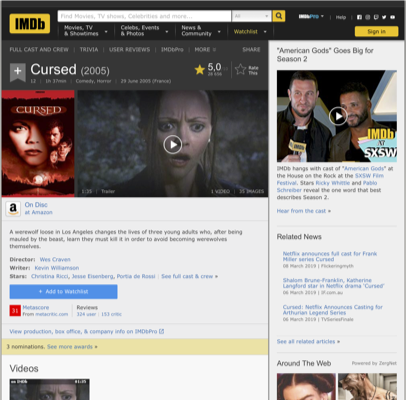 IMDb
Find Movies, TV shows, Celebrities and more...
All
IMDbPro
Help
Movies, TV
& Showtimes
Celebs, Events
& Photos
News &
Community
Watchlist
Sign in
FULL CAST AND CREW | TRIVIA | USER REVIEWS | IMDbPro | MORE
SHARE
Cursed (2005)
5,0
Rate
This
12 | 1h 37min | Comedy, Horror | 29 June 2005 (France)
CURSED
1:35 | Trailer
1 VIDEO | 35 IMAGES
On Disc
at Amazon
A werewolf loose in Los Angeles changes the lives of three young adults who, after being
mauled by the beast, learn they must kill it in order to avoid becoming werewolves
themselves.
Director: Wes Craven
Writer: Kevin Williamson
Stars: Christina Ricci, Jesse Eisenberg, Portia de Rossi | See full cast & crew »
+ Add to Watchlist
31
Metascore
From metacritic.com
Reviews
324 user | 153 critic
View production, box office, & company info on IMDbPro
3 nominations. See more awards »
Videos
"American Gods" Goes Big for
Season 2
IMDb
AT
SXSW
IMDb hangs with cast of "American Gods" at
the House on the Rock at the SXSW Film
Festival. Stars Ricky Whittle and Pablo
Schreiber reveal the one word that best
describes Season 2.
Hear from the cast »
Related News
Netflix announces full cast for Frank
Miller series Cursed
08 March 2019 | Flickeringmyth
Shalom Brune-Franklin, Katherine
Langford star in Netflix drama 'Cursed'
06 March 2019 | IF.com.au
Cursed: Netflix Announces Casting for
Arthurian Legend Series
06 March 2019 | TVSeriesFinale
See all related articles »
Around The Web
Powered by ZergNet